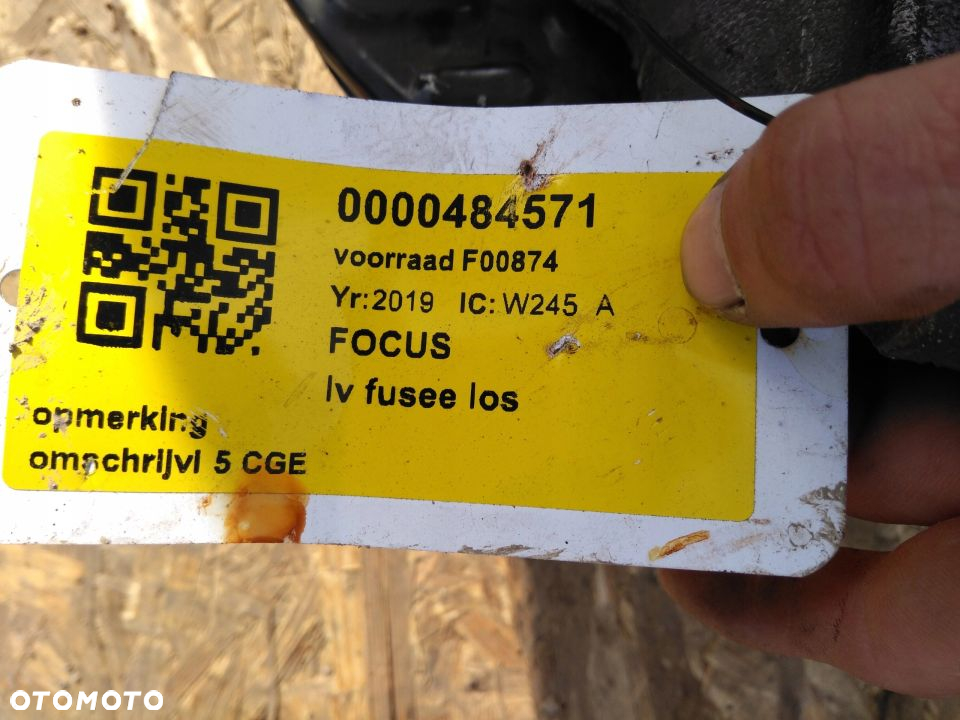 0000484571
voorraad F00874
Yr: 2019 IC: W245 A
FOCUS
lv fusee los
opmerking
omschrijvi 5 CGE
OTOMOTO